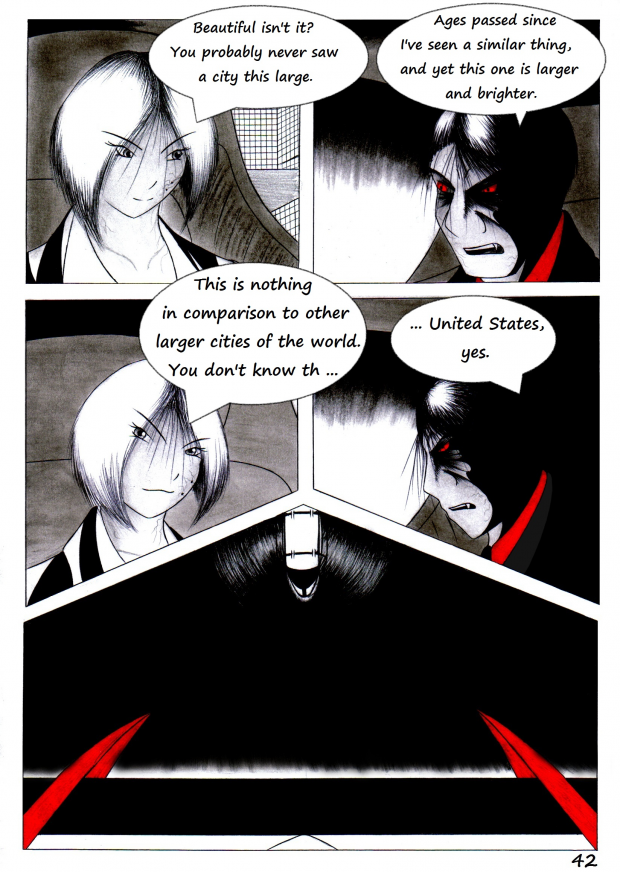 Beautiful isn't it?
You probably never saw
a city this large.
Ages passed since
I've seen a similar thing,
and yet this one is larger
and brighter.
This is nothing
in comparison to other
larger cities of the world.
You don't know th ...
... United States,
yes.
42